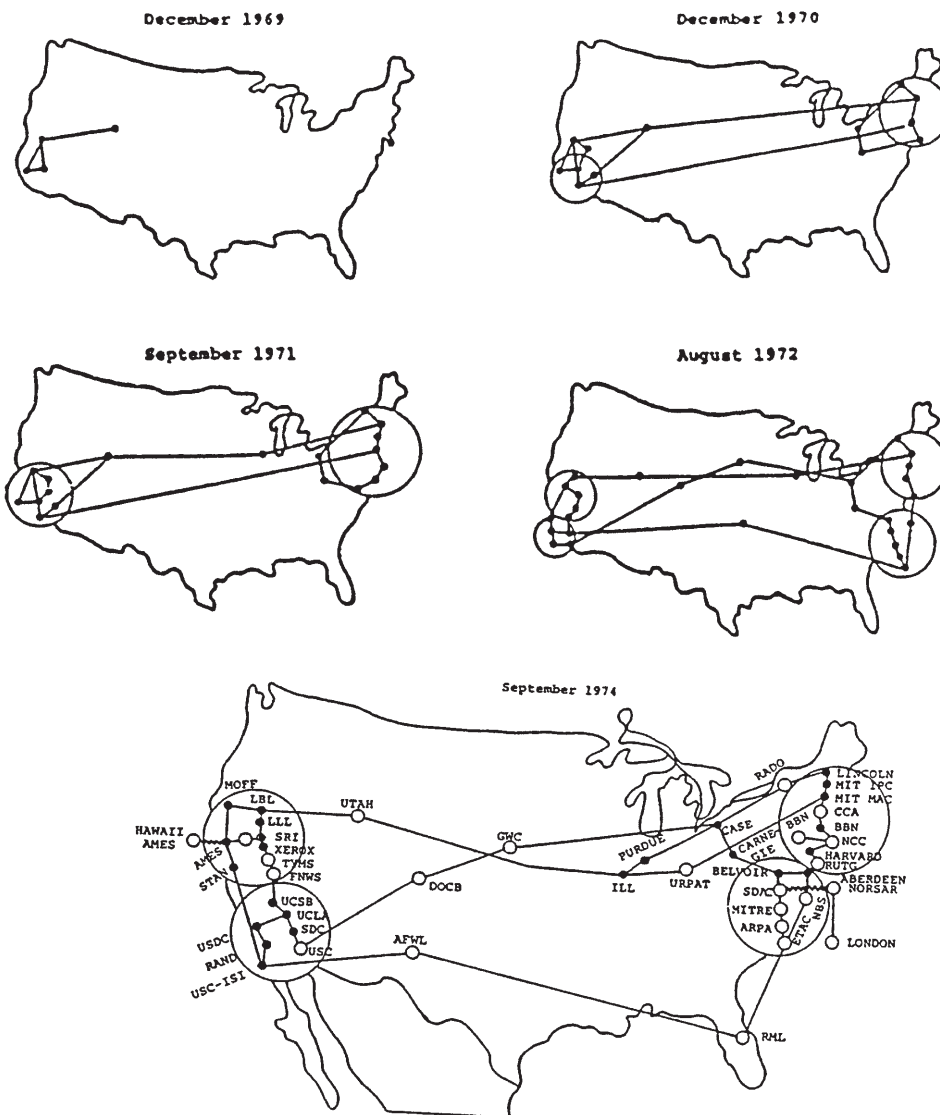 December 1969
December 1970
September 1971
August 1972
September 1974
MOFF
LBL
UTAH
LLL
HAWAII
AMES
SRI
AMES
XEROX
TYMS
STAN
FNWS
UCSB
UCLA
SDC
USC
USDC
RAND
USC-ISI
AFWL
DOCB
GWC
PURDUE
ILL
URPAT
CASE
CARNEGIE
RADO
LINCOLN
MIT IPC
MIT MAC
CCA
BBN
BBN
NCC
HARVARD
RUTG
BELVOIR
ABERDEEN
SDAC
NORSAR
MITRE
NBS
ARPA
ETAC
LONDON
RML